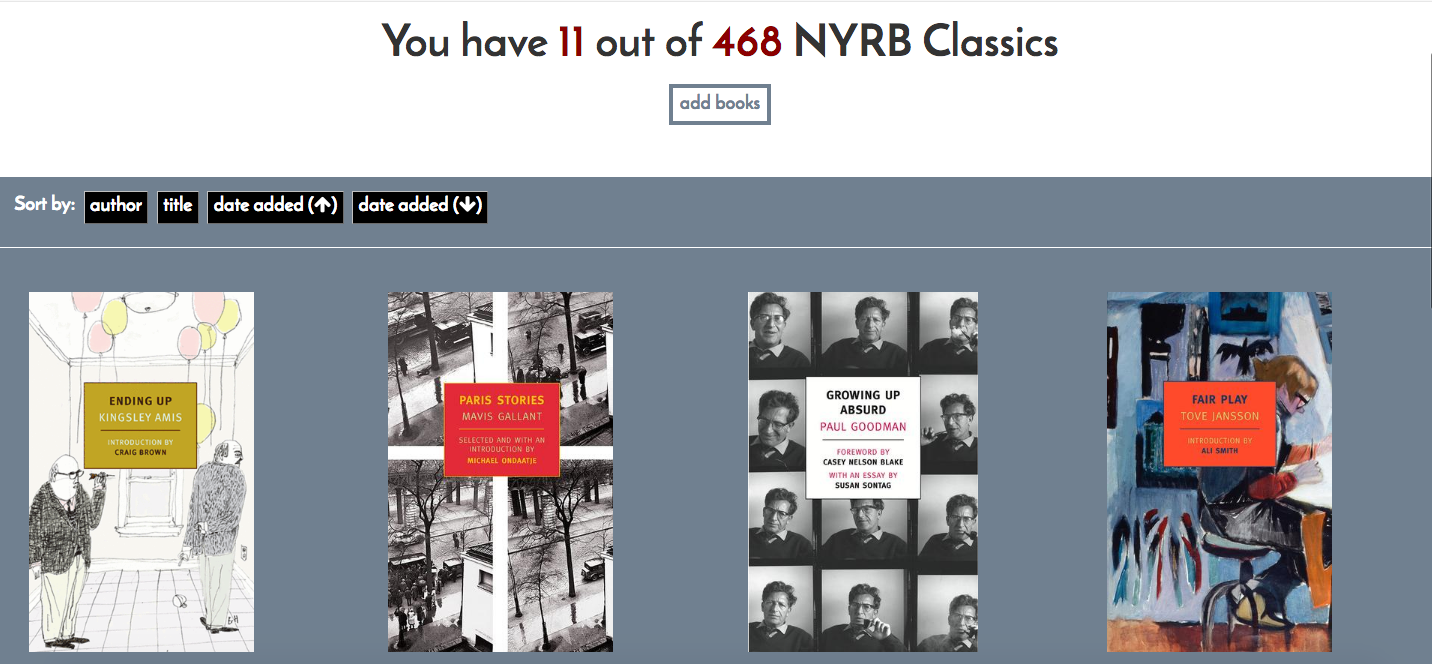 You have 11 out of 468 NYRB Classics
add books
Sort by: author title date added (↑) date added (↓)
ENDING UP
KINGSLEY AMIS
INTRODUCTION BY
CRAIG BROWN
PARIS STORIES
MAVIS GALLANT
SELECTED AND WITH AN
INTRODUCTION BY
MICHAEL ONDAATJE
GROWING UP
ABSURD
PAUL GOODMAN
FOREWORD BY
CASEY NELSON BLAKE
WITH AN ESSAY BY
SUSAN SONTAG
FAIR PLAY
TOVE JANSSON
INTRODUCTION BY
ALI SMITH